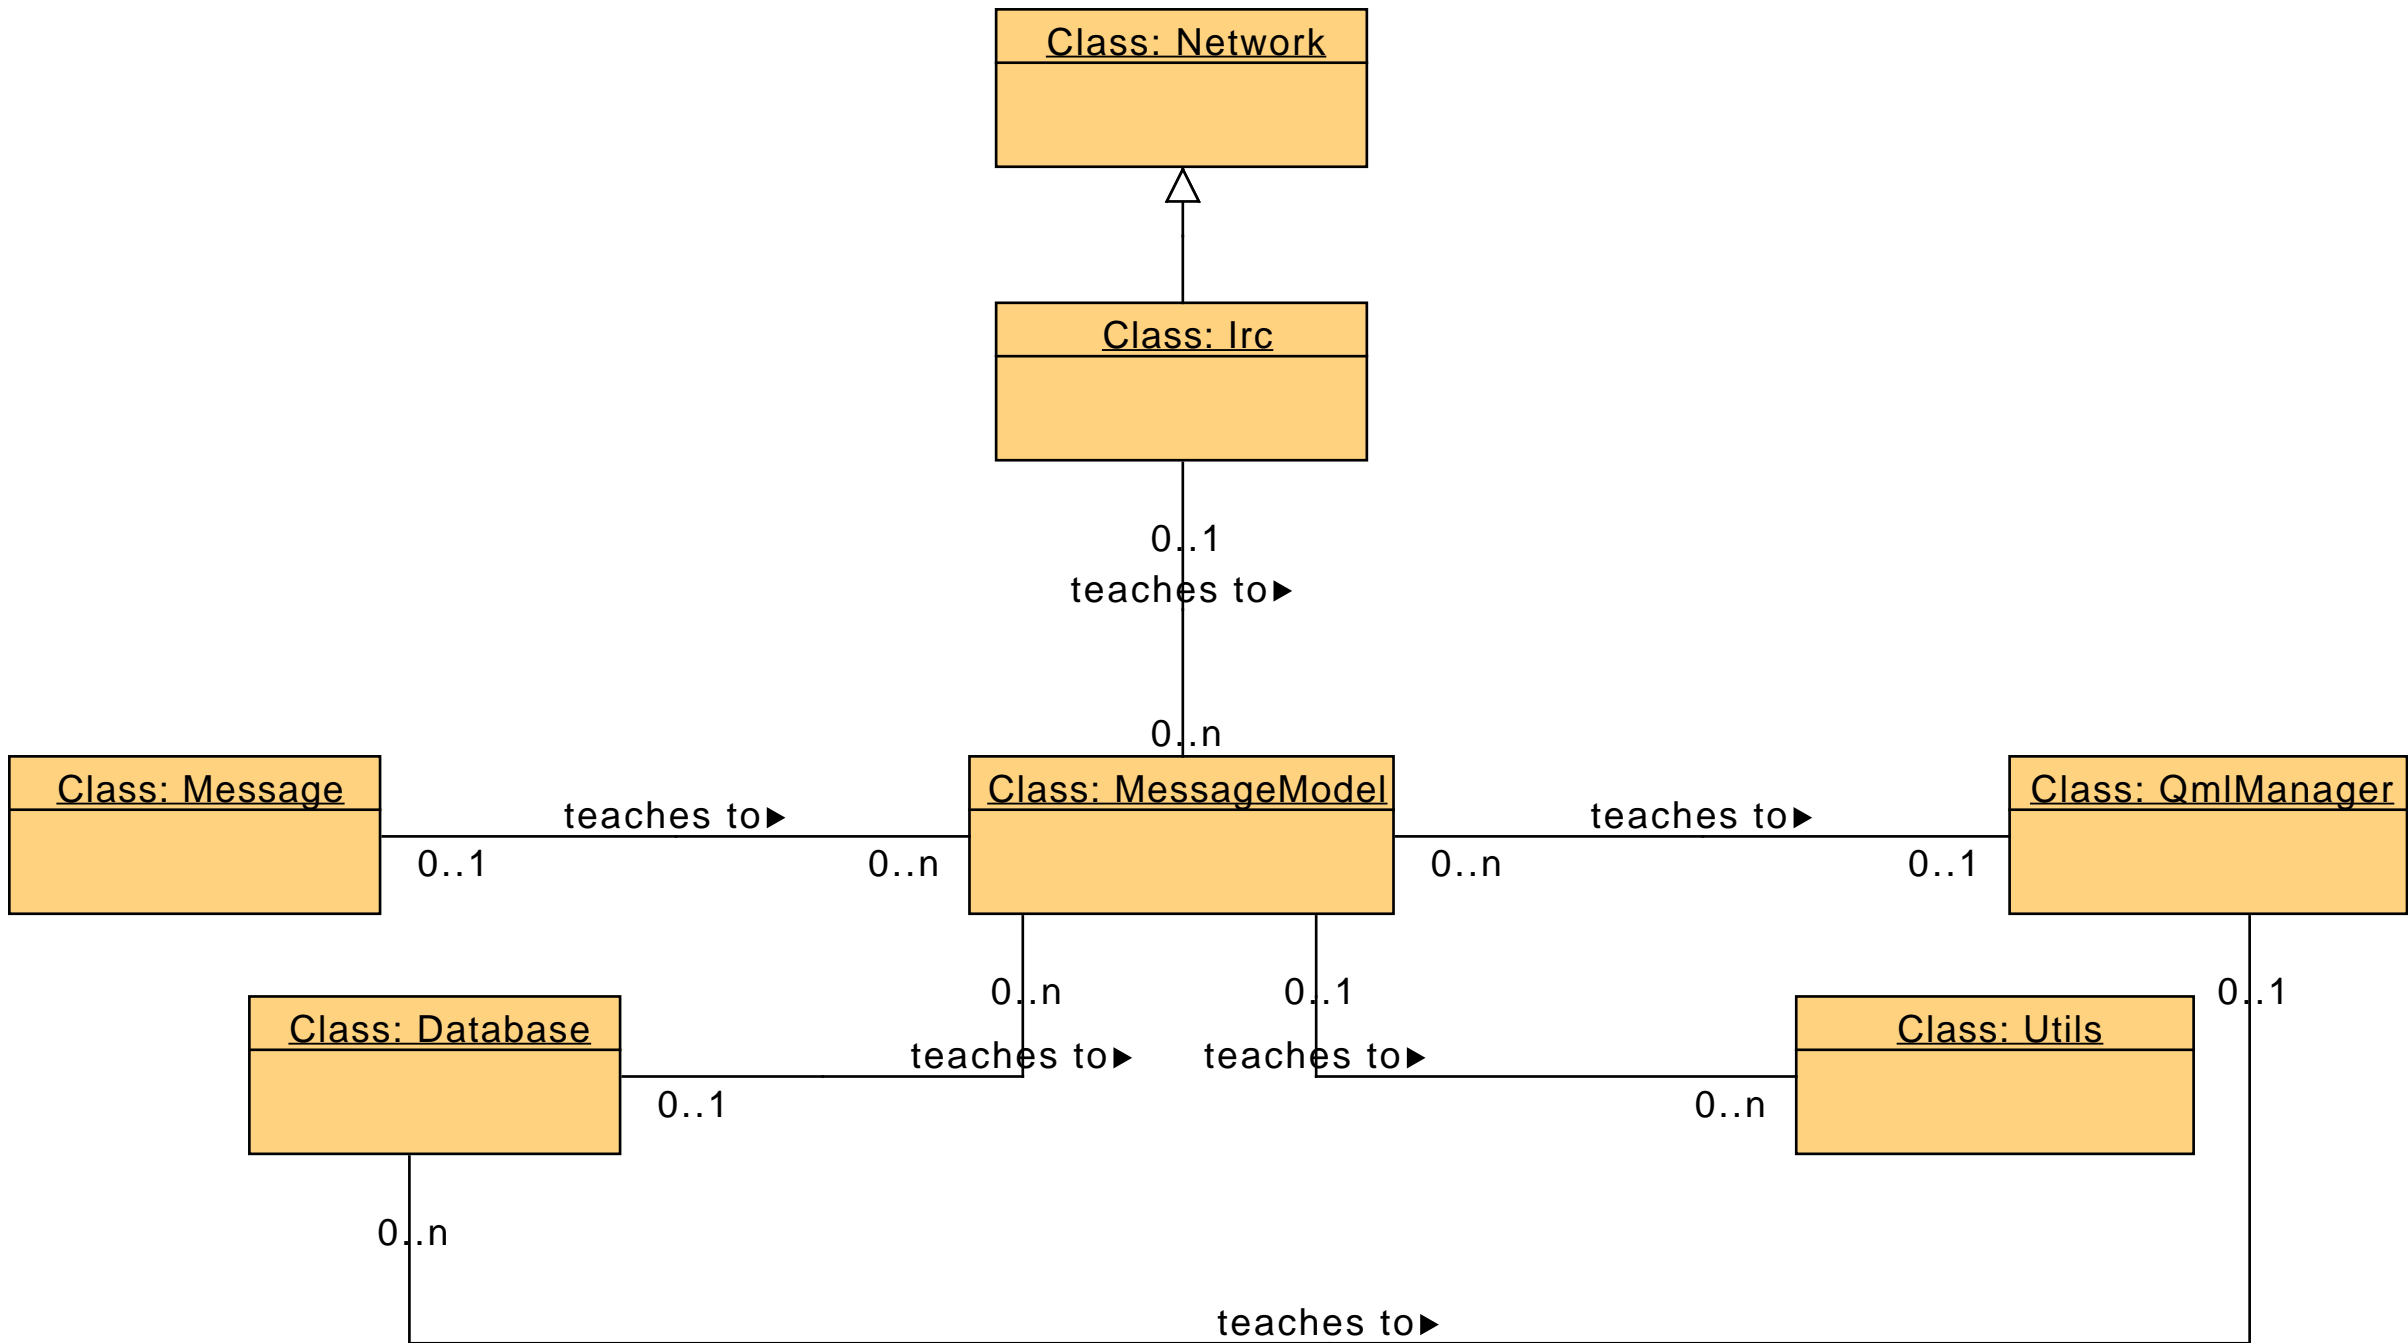 Class: Network
Class: Irc
0..1
teaches to▶
0..n
Class: Message
Class: MessageModel
Class: QmlManager
teaches to▶
teaches to▶
0..1
0..n
0..n
0..1
0..n
0..1
0..1
Class: Database
Class: Utils
teaches to▶
teaches to▶
0..1
0..n
0..n
teaches to▶